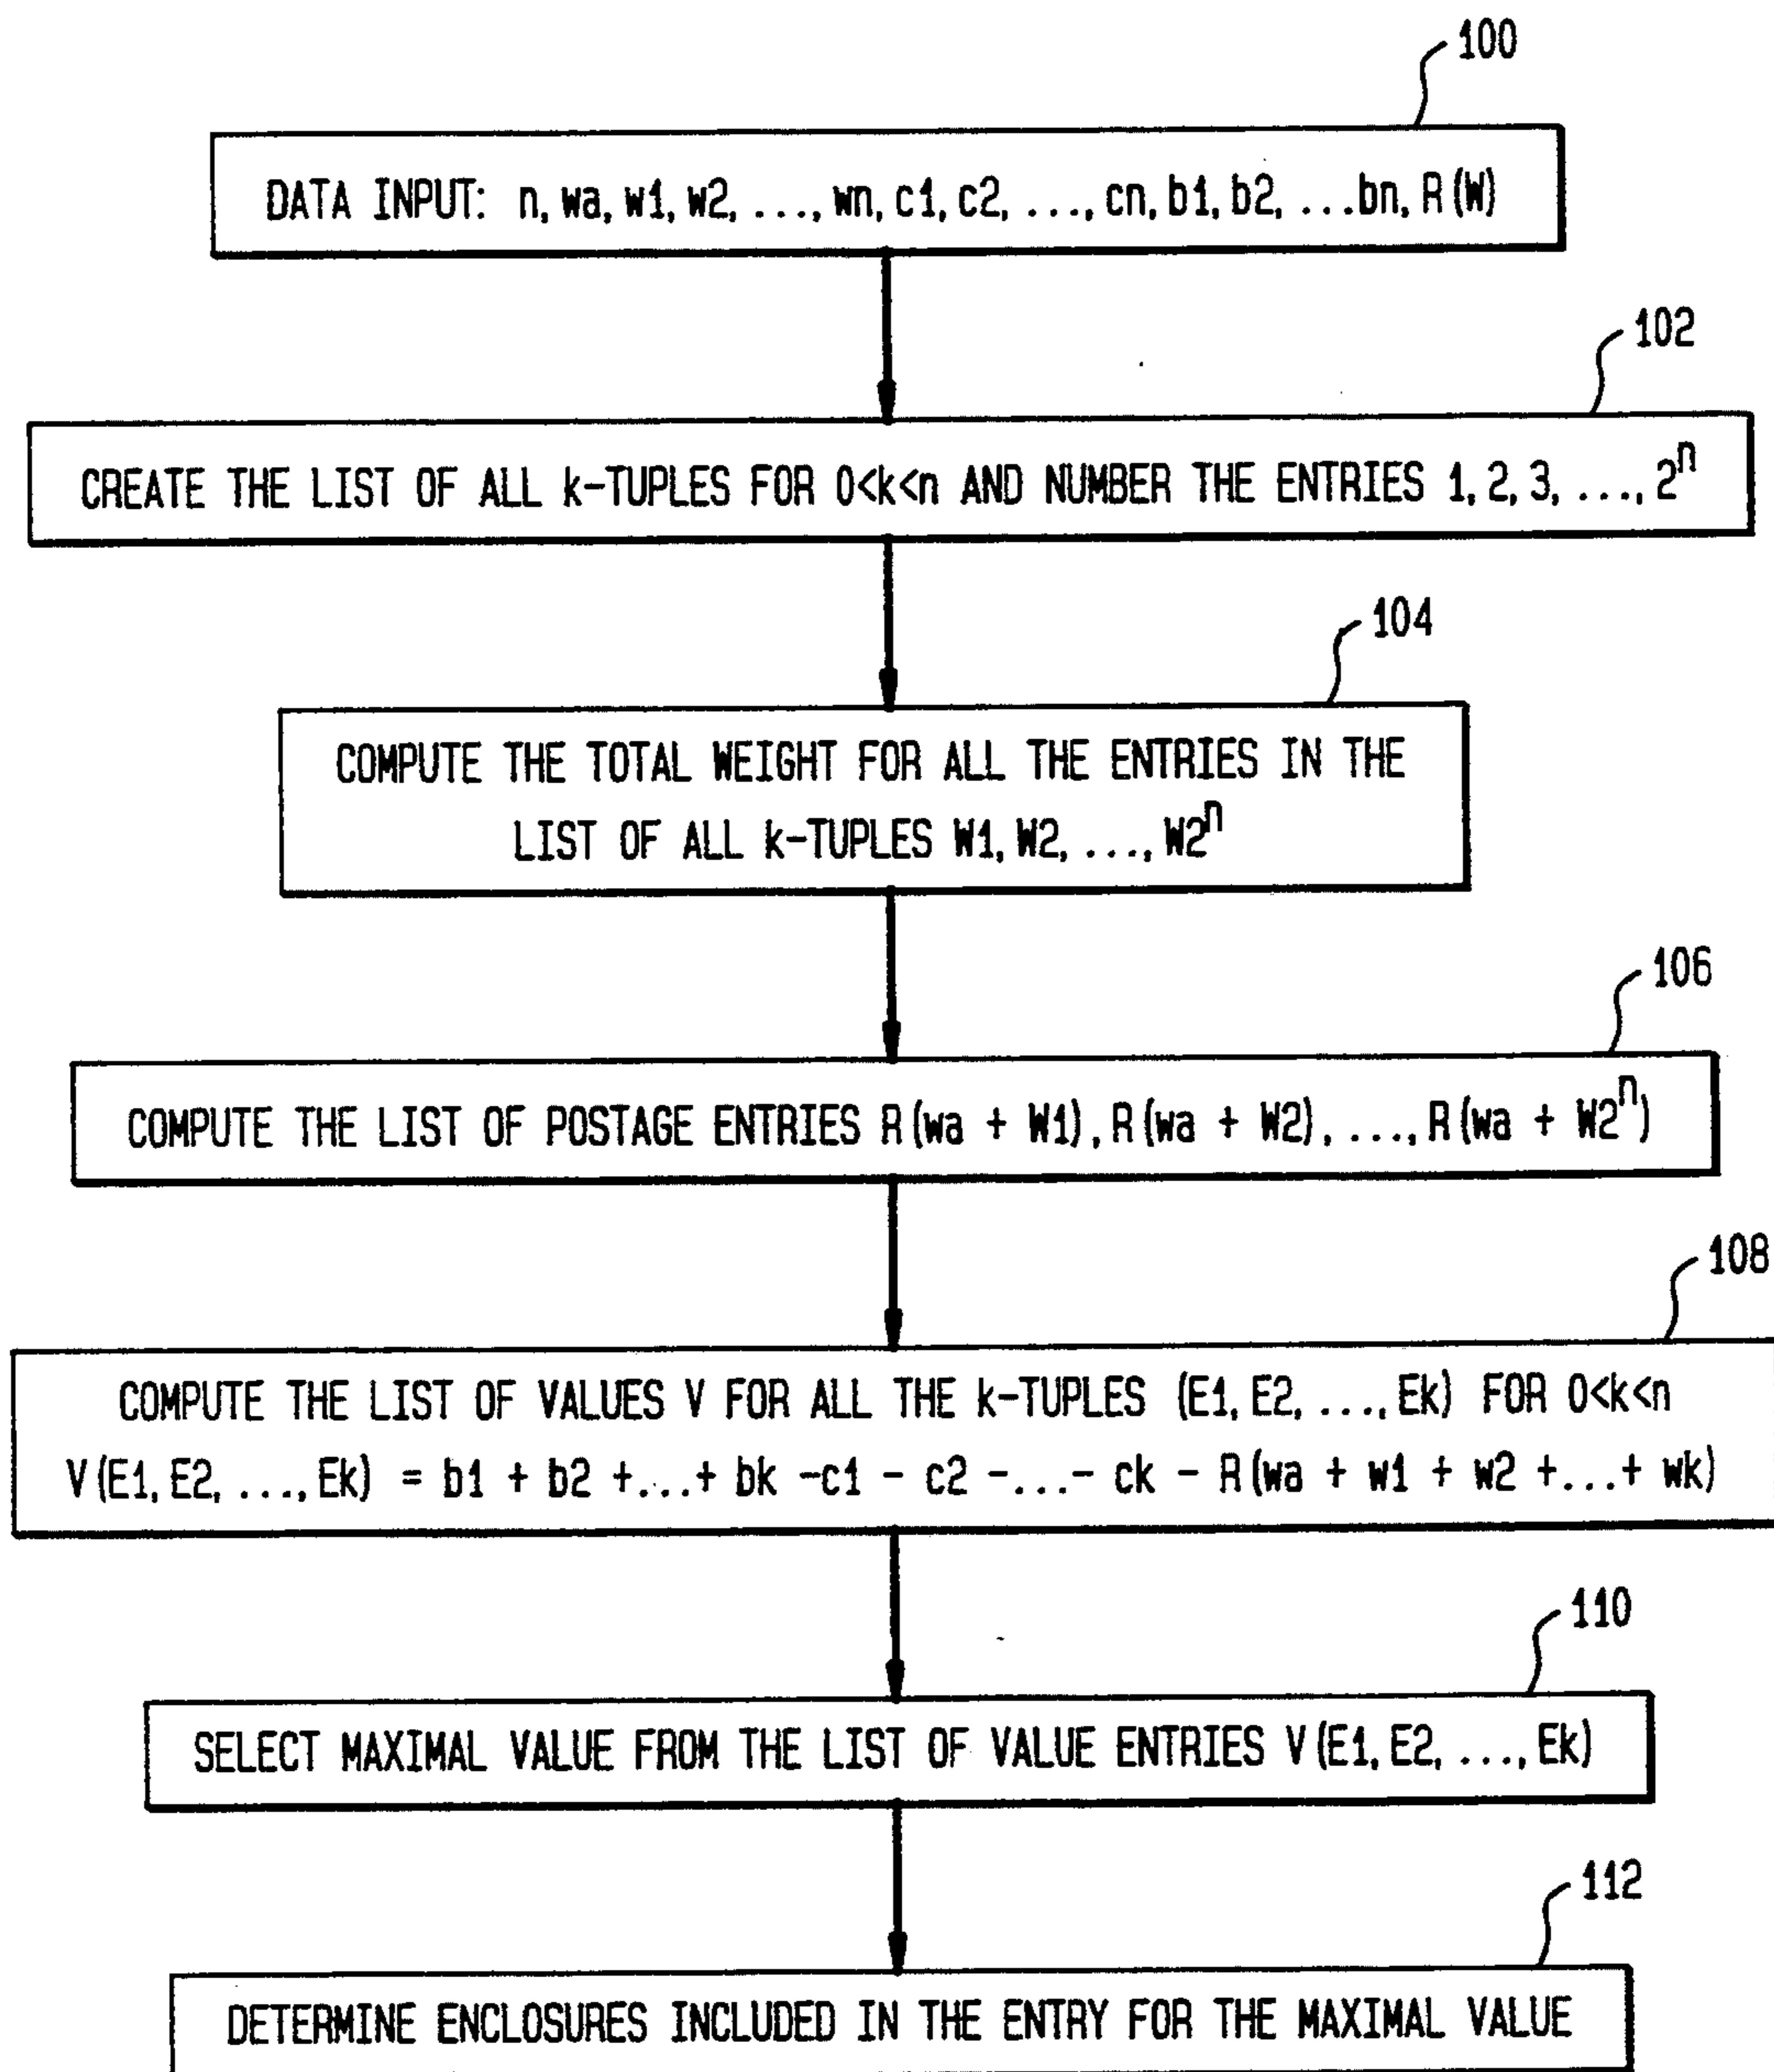 100
DATA INPUT: n, wa, w1, w2, ..., wn, c1, c2, ..., cn, b1, b2, ...bn, R(W)
102
CREATE THE LIST OF ALL k-TUPLES FOR 0<k<n AND NUMBER THE ENTRIES 1, 2, 3, ..., 2^n
104
COMPUTE THE TOTAL WEIGHT FOR ALL THE ENTRIES IN THE
LIST OF ALL k-TUPLES W1, W2, ..., W2^n
106
COMPUTE THE LIST OF POSTAGE ENTRIES R(wa + W1), R(wa + W2), ..., R(wa + W2^n)
108
COMPUTE THE LIST OF VALUES V FOR ALL THE k-TUPLES (E1, E2, ..., Ek) FOR 0<k<n
V(E1, E2, ..., Ek) = b1 + b2 +...+ bk -c1 - c2 -...- ck - R(wa + w1 + w2 +...+ wk)
110
SELECT MAXIMAL VALUE FROM THE LIST OF VALUE ENTRIES V(E1, E2, ..., Ek)
112
DETERMINE ENCLOSURES INCLUDED IN THE ENTRY FOR THE MAXIMAL VALUE